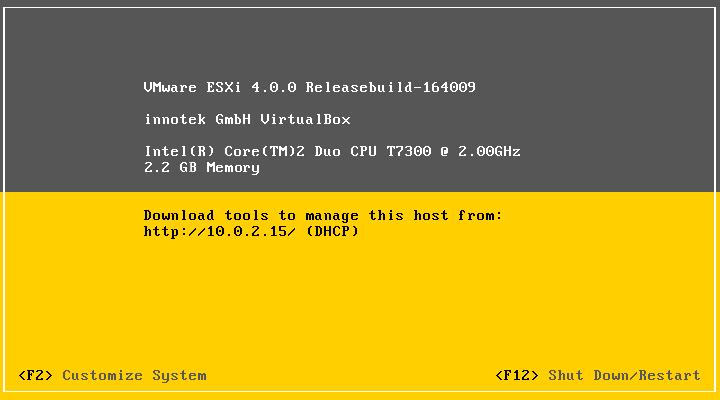 VMware ESXi 4.0.0 Releasebuild-164009
innotek GmbH VirtualBox
Intel(R) Core(TM)2 Duo CPU T7300 @ 2.00GHz
2.2 GB Memory
Download tools to manage this host from:
http://10.0.2.15/ (DHCP)
<F2> Customize System
<F12> Shut Down/Restart